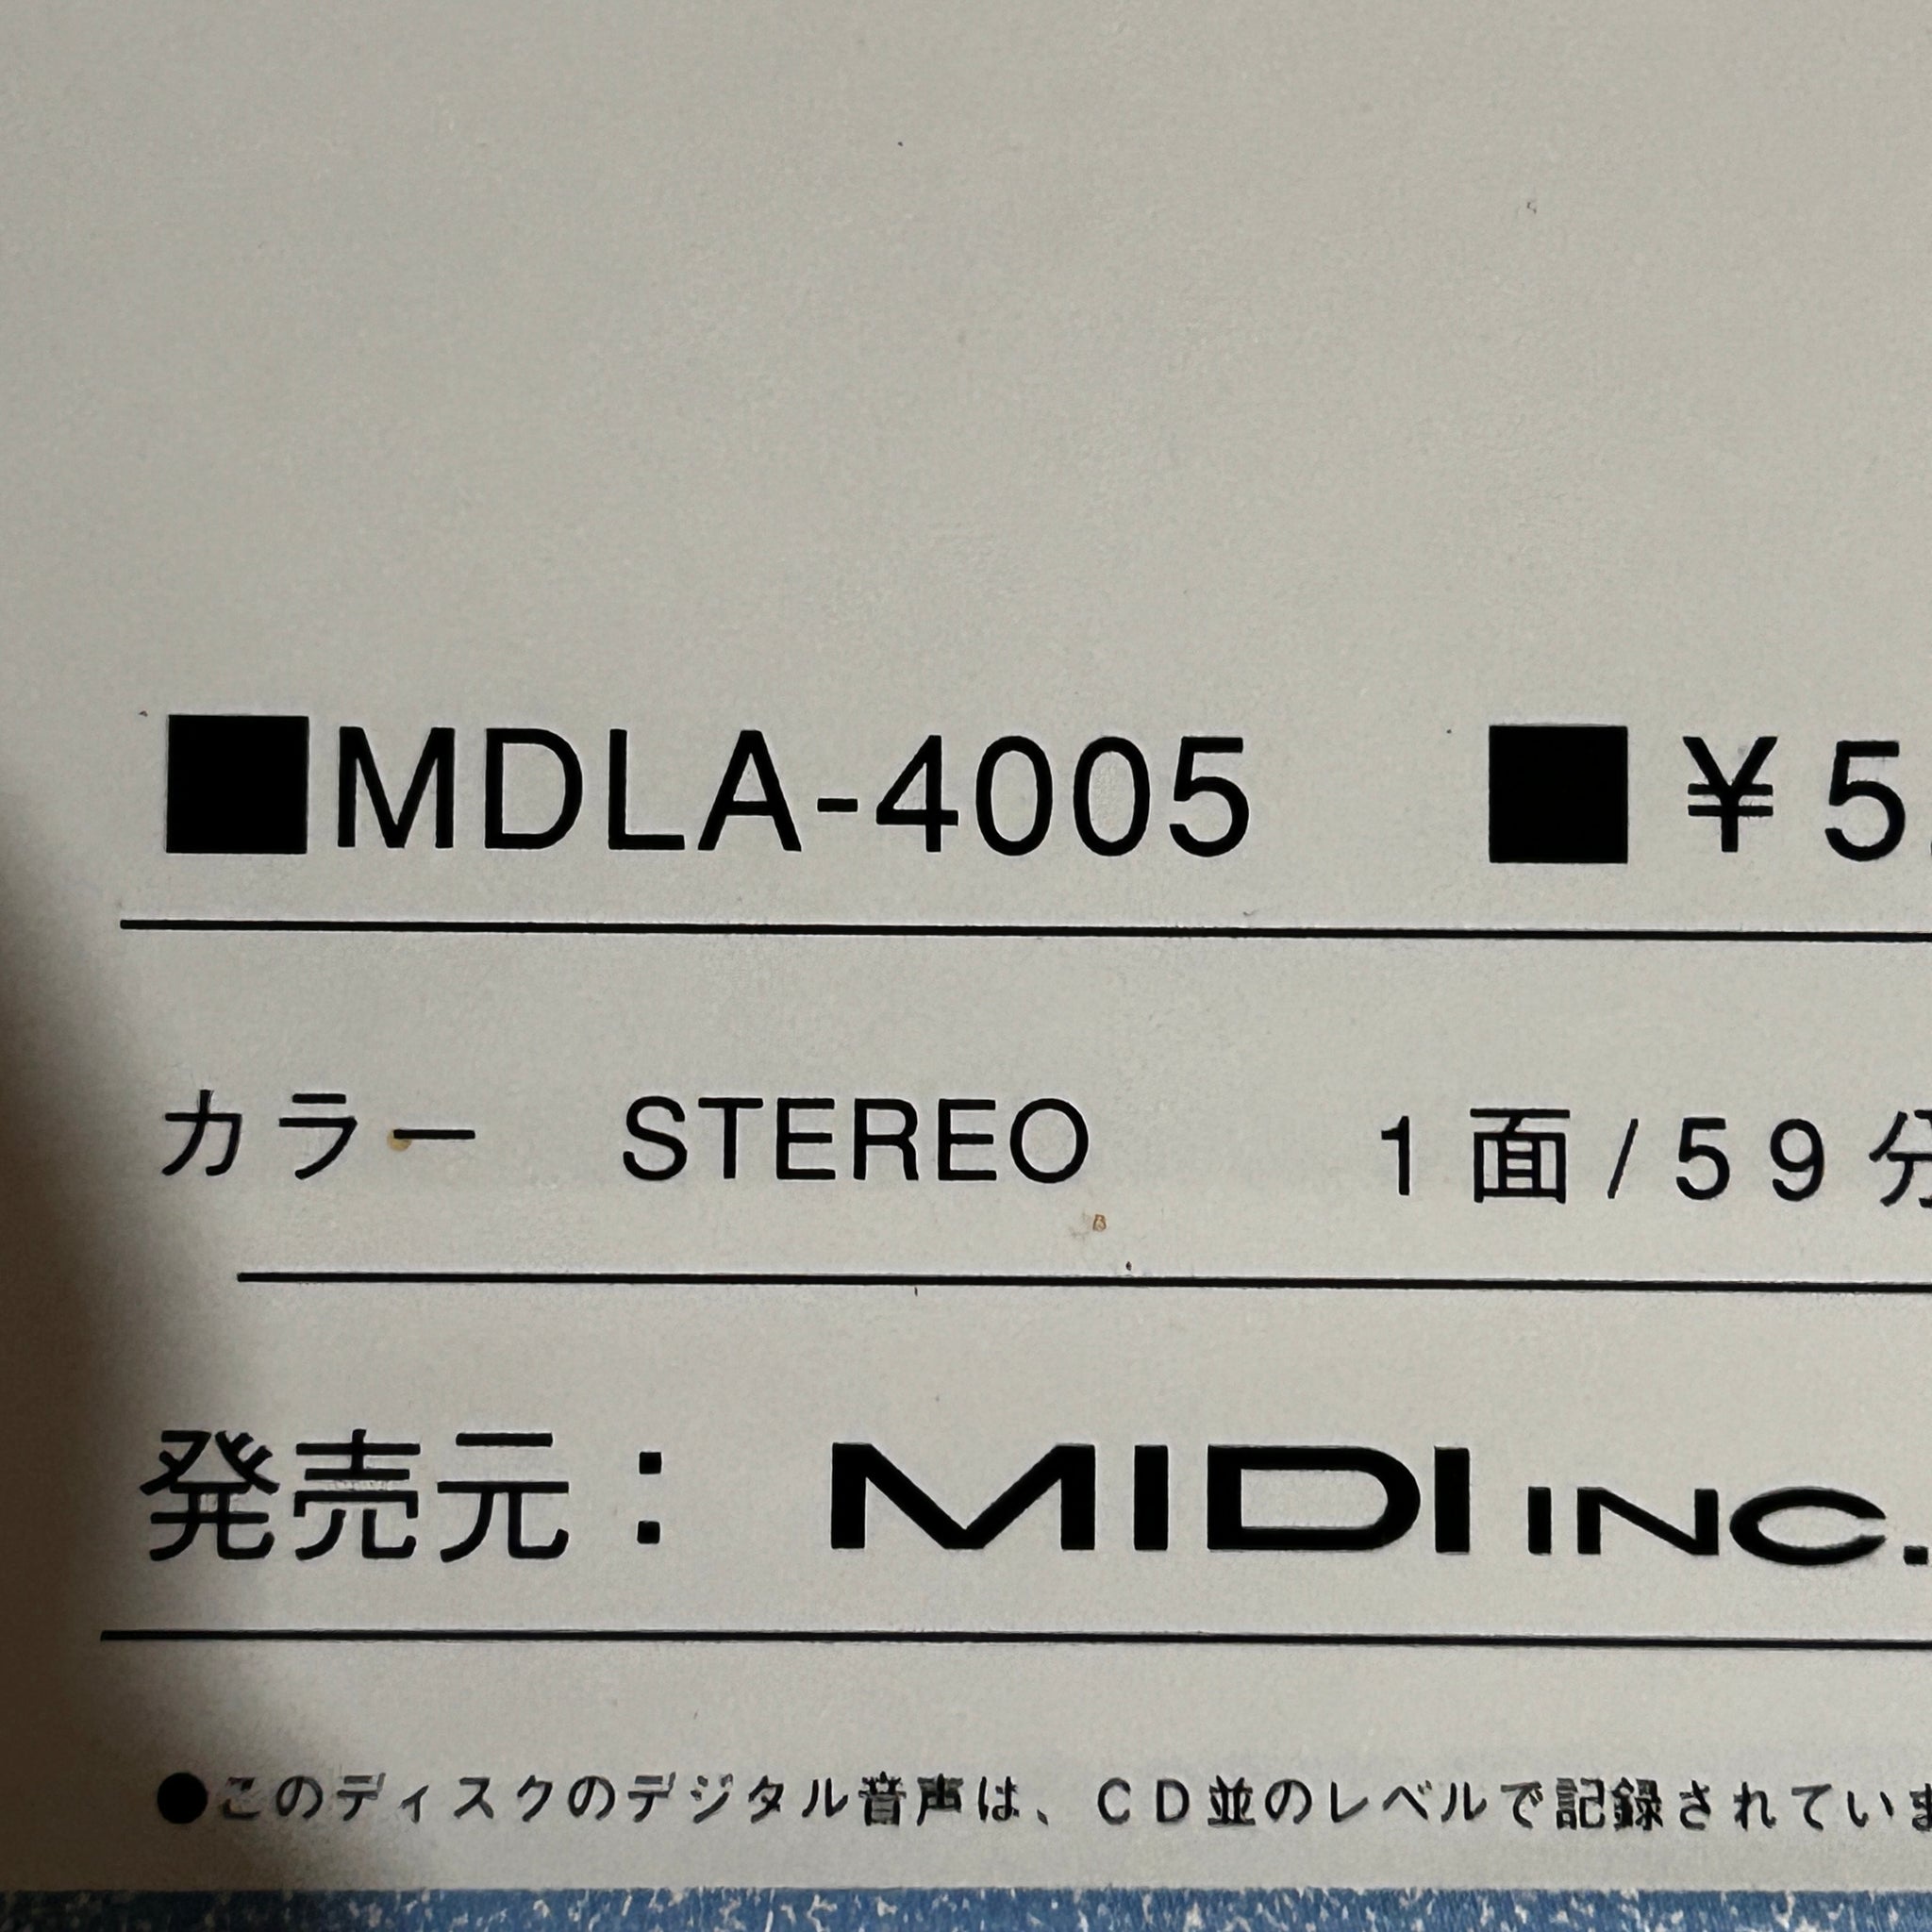 ■MDLA-4005 ■¥5
カラー STEREO 1面/59分
発売元: MIDI INC.
●このディスクのデジタル音声は、CD並のレベルで記録されていま